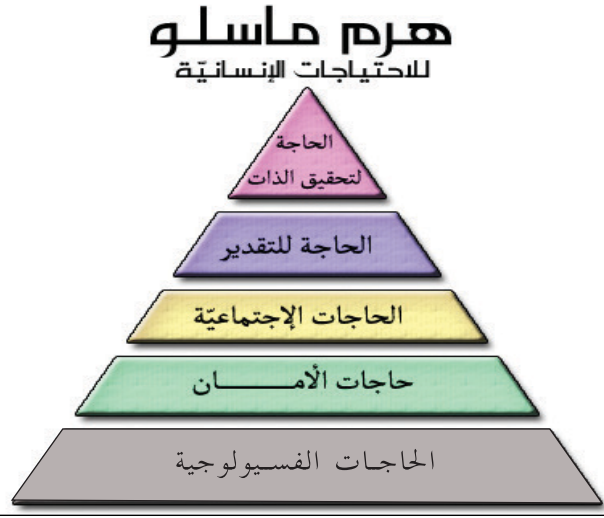 هرم ماسلو
للاحتياجات الإنسانيّة
الحاجة
لتحقيق الذات
الحاجة للتقدير
الحاجات الإجتماعيّة
حاجات الأمــــــان
الحاجات الفسيولوجية